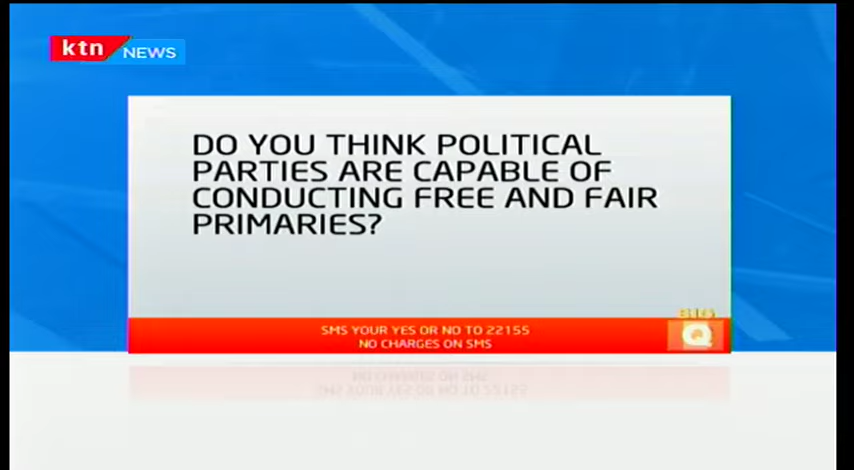 ktn NEWS
DO YOU THINK POLITICAL
PARTIES ARE CAPABLE OF
CONDUCTING FREE AND FAIR
PRIMARIES?
SMS YOUR YES OR NO TO 22155
NO CHARGES ON SMS
BIG
Q